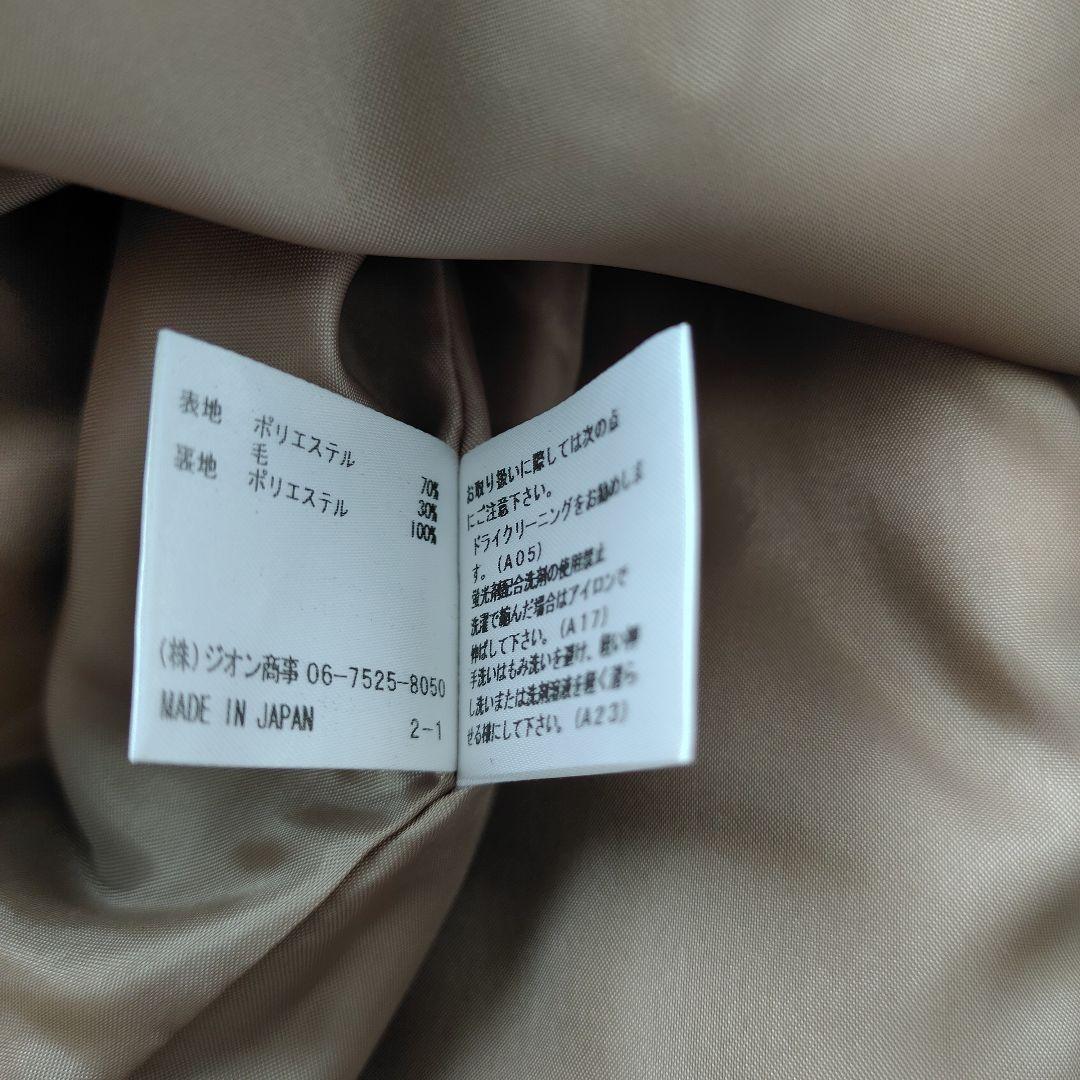 表地 ポリエステル 70%
毛 30%
裏地 ポリエステル 100%
(株)ジオン商事 06-7525-8050
MADE IN JAPAN 2-1
お取り扱いに際しては次の点
にご注意下さい。
ドライクリーニングをお勧めしま
す。(A05)
蛍光剤配合洗剤の使用禁止
洗濯で縮んだ場合はアイロンで
伸ばして下さい。(A17)
手洗いはもみ洗いを避け、軽い押
し洗いまたは洗剤溶液を軽く濡ら
せる様にして下さい。(A23)